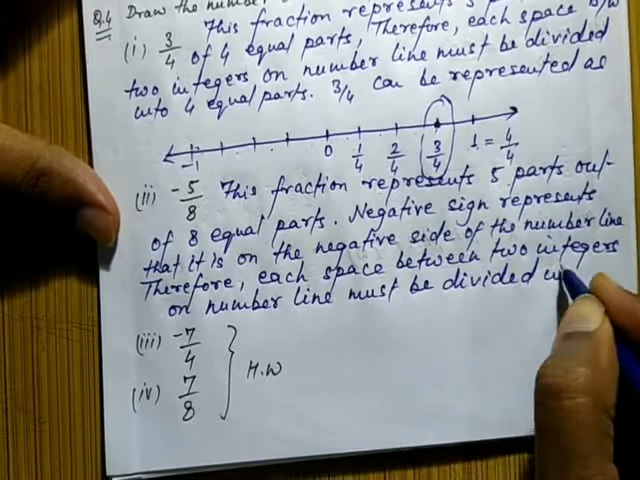 Q.4 Draw the number
(i) 3/4 This fraction represents 3 p
of 4 equal parts, Therefore, each space b/w
two integers on number line must be divided
into 4 equal parts. 3/4 can be represented as
-1 0 1/4 2/4 3/4 1 = 4/4
(ii) -5/8 This fraction represents 5 parts out-
of 8 equal parts. Negative sign represents
that it is on the negative side of the number line
Therefore, each space between two integers
on number line must be divided in
(iii) -7/4
(iv) 7/8
H.W